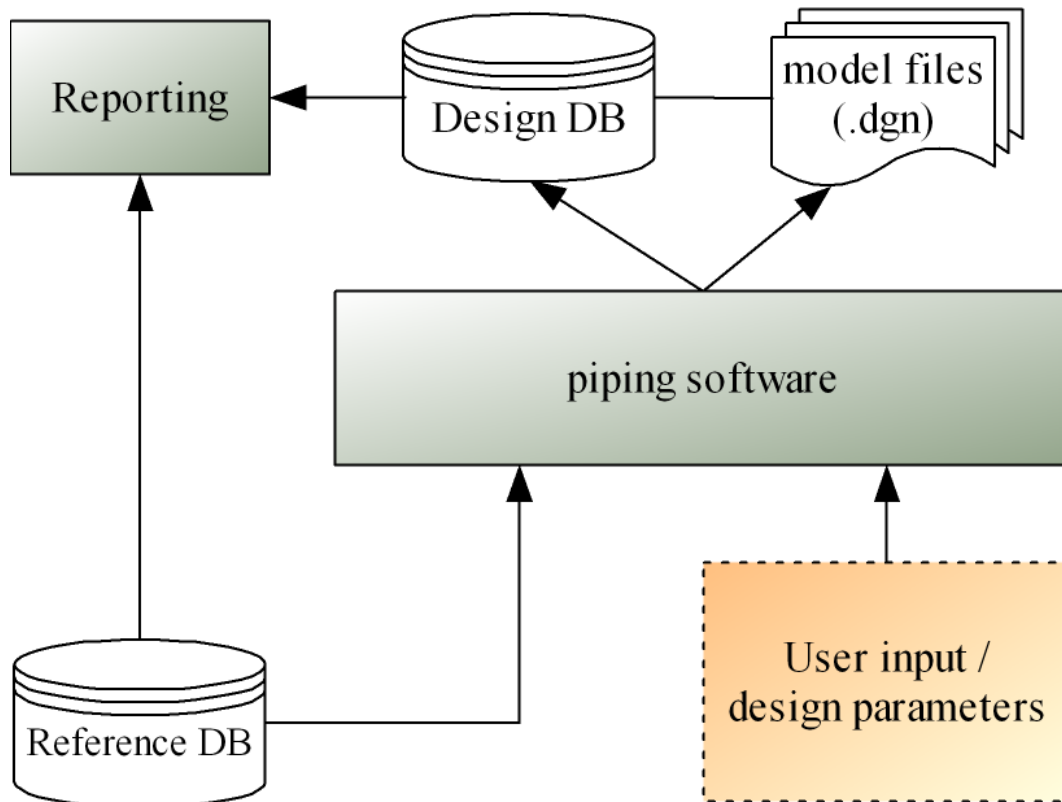 Reporting
Design DB
model files
(.dgn)
piping software
Reference DB
User input /
design parameters